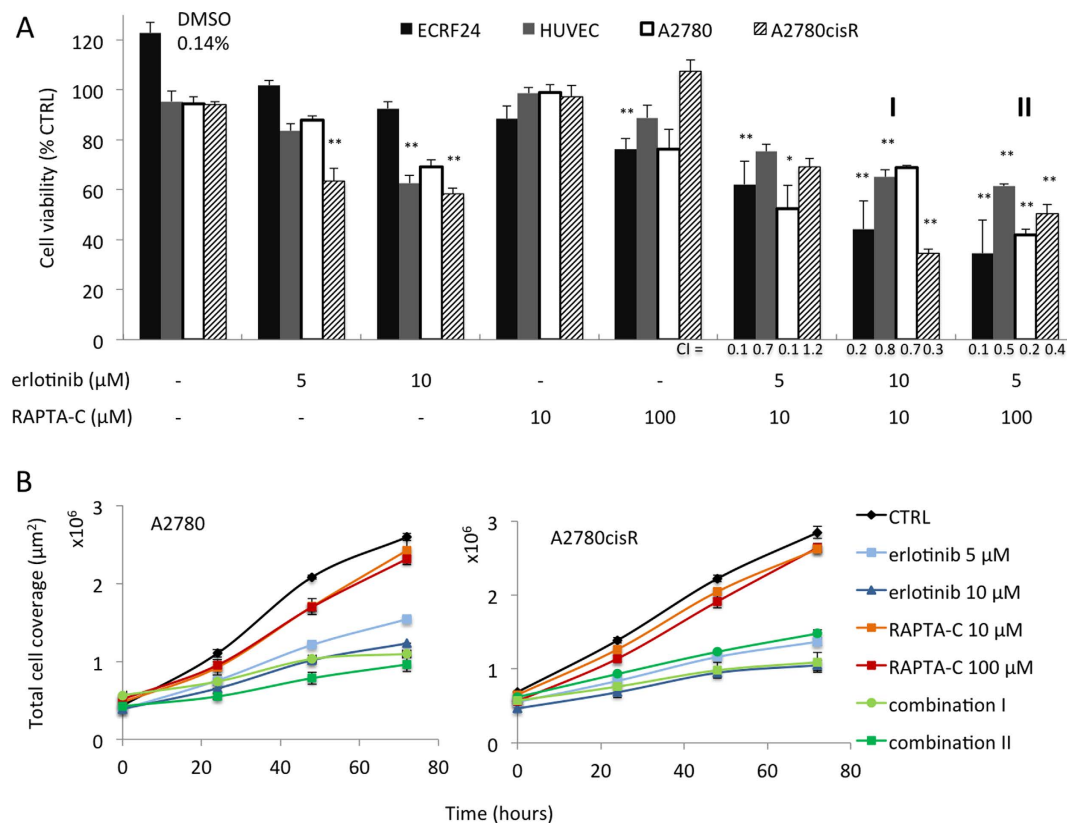 A
DMSO
0.14%
ECRF24 HUVEC A2780 A2780cisR
Cell viability (% CTRL)
120
100
80
60
40
20
0
** ** ** ** ** * ** ** ** ** ** ** **
I
II
CI = 0.1 0.7 0.1 1.2 0.2 0.8 0.7 0.3 0.1 0.5 0.2 0.4
erlotinib (μM) - 5 10 - - 5 10 5
RAPTA-C (μM) - - - 10 100 10 10 100
B
Total cell coverage (μm²)
x10⁶
A2780
3
2
1
0
0 20 40 60 80
x10⁶
A2780cisR
3
2
1
0
0 20 40 60 80
Time (hours)
CTRL
erlotinib 5 μM
erlotinib 10 μM
RAPTA-C 10 μM
RAPTA-C 100 μM
combination I
combination II